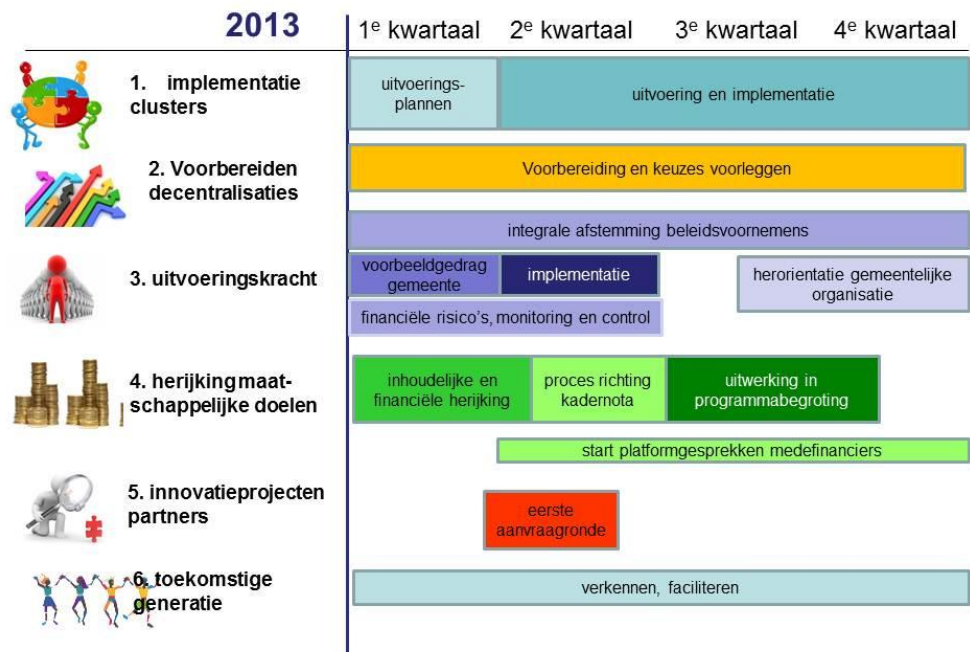 2013
1e kwartaal 2e kwartaal 3e kwartaal 4e kwartaal
1. implementatie
clusters
uitvoerings-
plannen
uitvoering en implementatie
2. Voorbereiden
decentralisaties
Voorbereiding en keuzes voorleggen
integrale afstemming beleidsvoornemens
3. uitvoeringskracht
voorbeeldgedrag
gemeente
implementatie
herorientatie gemeentelijke
organisatie
financiële risico's, monitoring en control
4. herijking maat-
schappelijke doelen
inhoudelijke en
financiële herijking
proces richting
kadernota
uitwerking in
programmabegroting
start platformgesprekken medefinanciers
5. innovatieprojecten
partners
eerste
aanvraagronde
6. toekomstige
generatie
verkennen, faciliteren